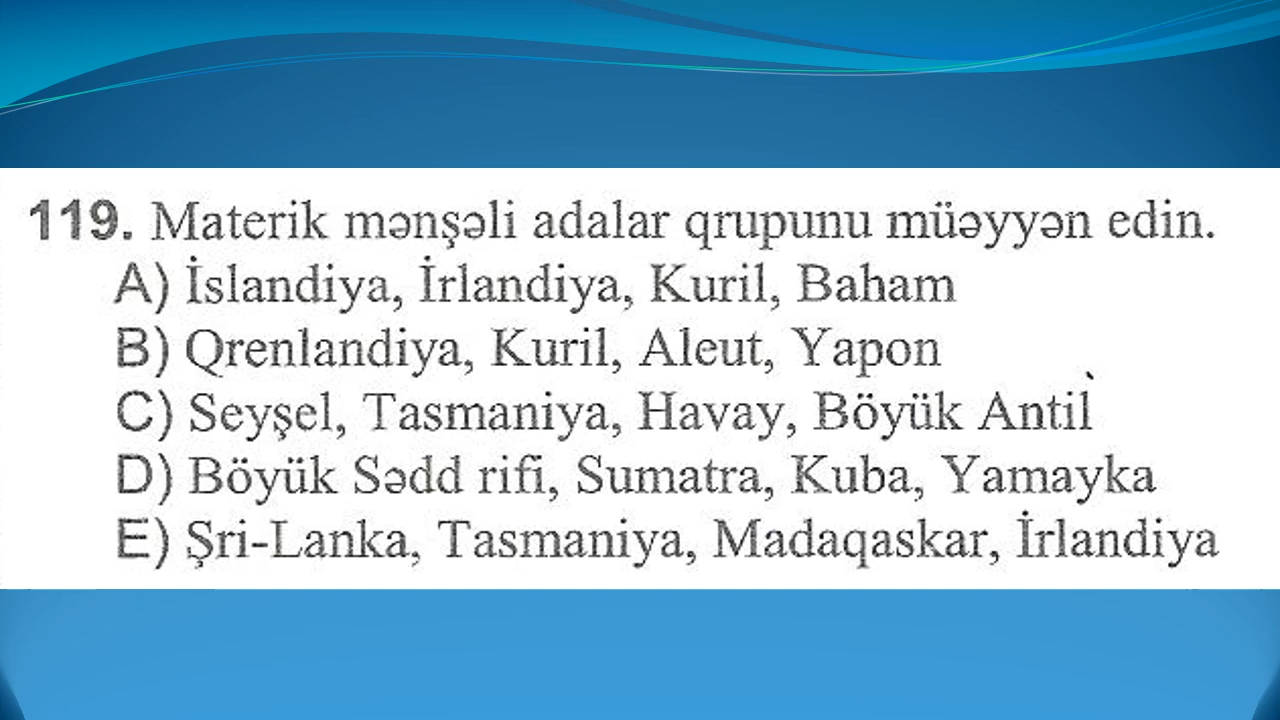 119. Materik mənşəli adalar qrupunu müəyyən edin.
A) İslandiya, İrlandiya, Kuril, Baham
B) Qrenlandiya, Kuril, Aleut, Yapon
C) Seyşel, Tasmaniya, Havay, Böyük Antil
D) Böyük Sədd rifi, Sumatra, Kuba, Yamayka
E) Şri-Lanka, Tasmaniya, Madaqaskar, İrlandiya